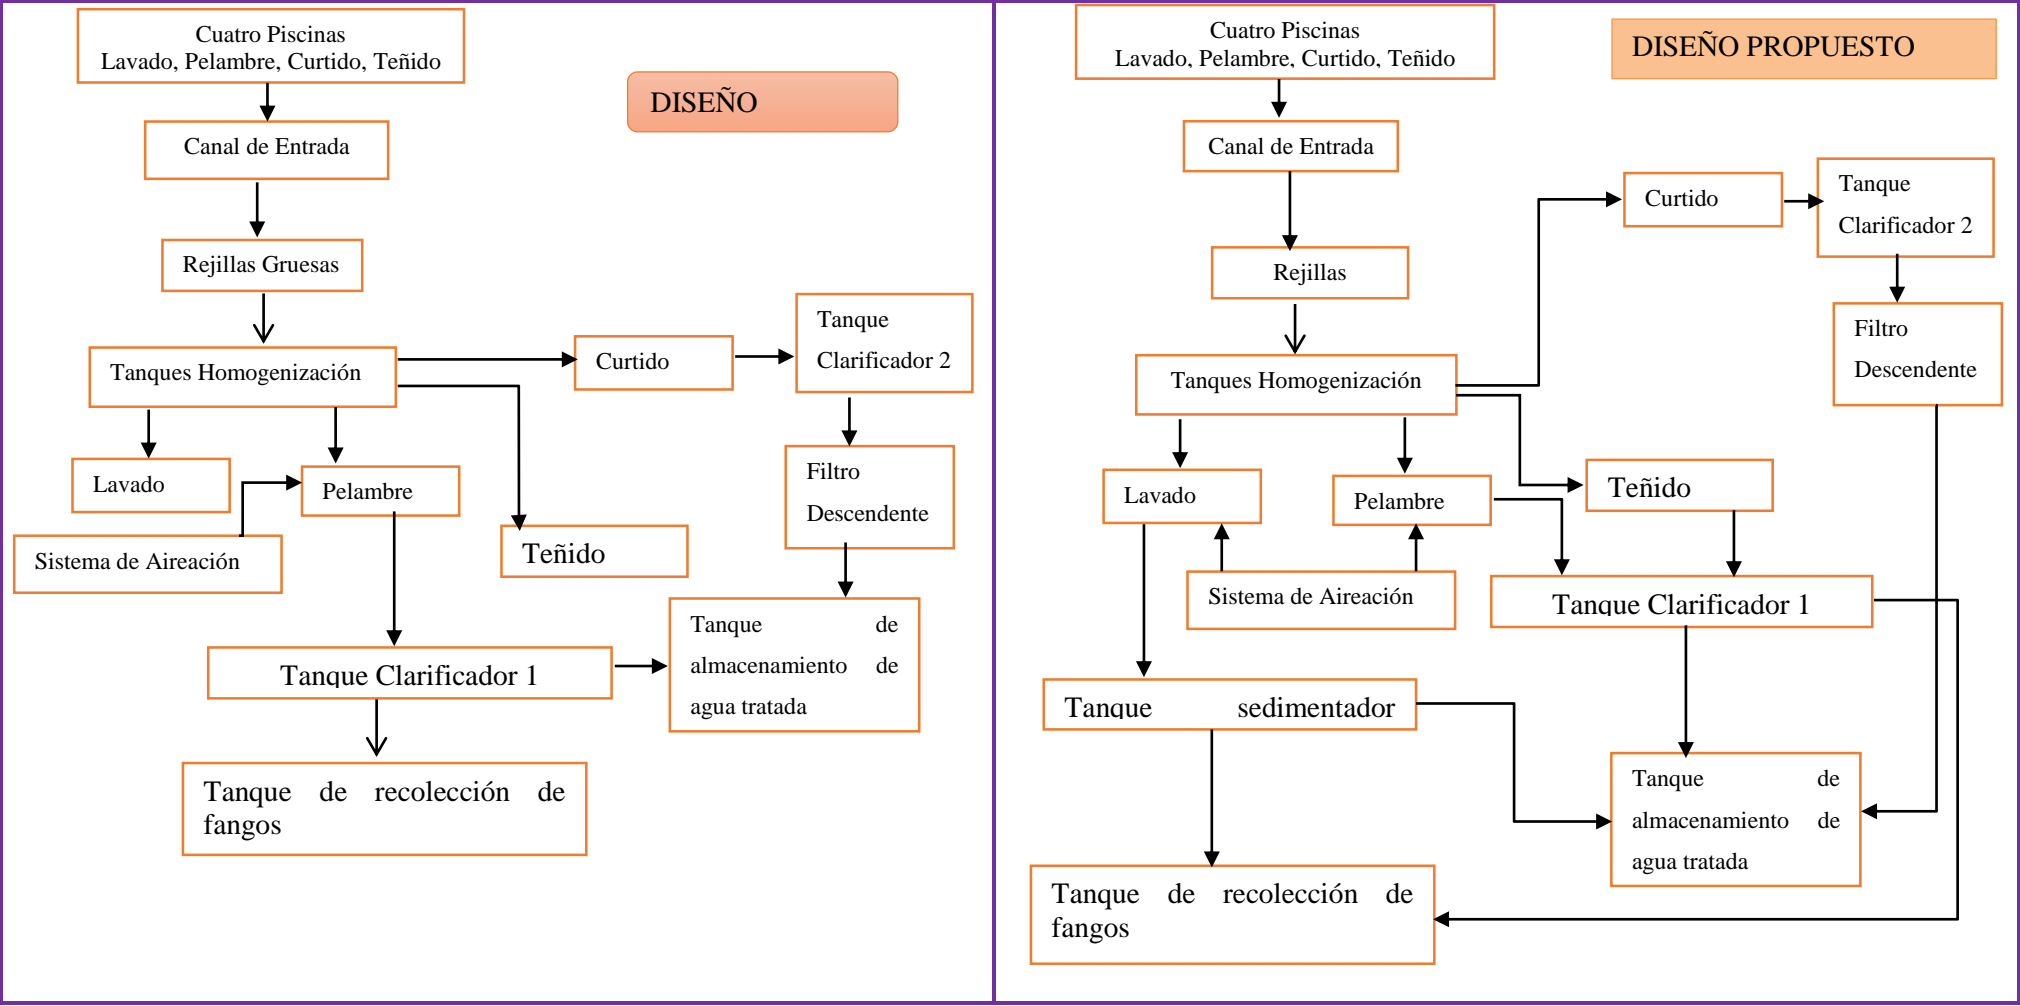 Cuatro Piscinas
Lavado, Pelambre, Curtido, Teñido
DISEÑO
Canal de Entrada
Rejillas Gruesas
Tanques Homogenización
Curtido
Tanque
Clarificador 2
Lavado
Pelambre
Filtro
Descendente
Sistema de Aireación
Teñido
Tanque Clarificador 1
Tanque de
almacenamiento de
agua tratada
Tanque de recolección de
fangos
Cuatro Piscinas
Lavado, Pelambre, Curtido, Teñido
DISEÑO PROPUESTO
Canal de Entrada
Curtido
Tanque
Clarificador 2
Rejillas
Filtro
Descendente
Tanques Homogenización
Lavado
Pelambre
Teñido
Sistema de Aireación
Tanque Clarificador 1
Tanque sedimentador
Tanque de
almacenamiento de
agua tratada
Tanque de recolección de
fangos